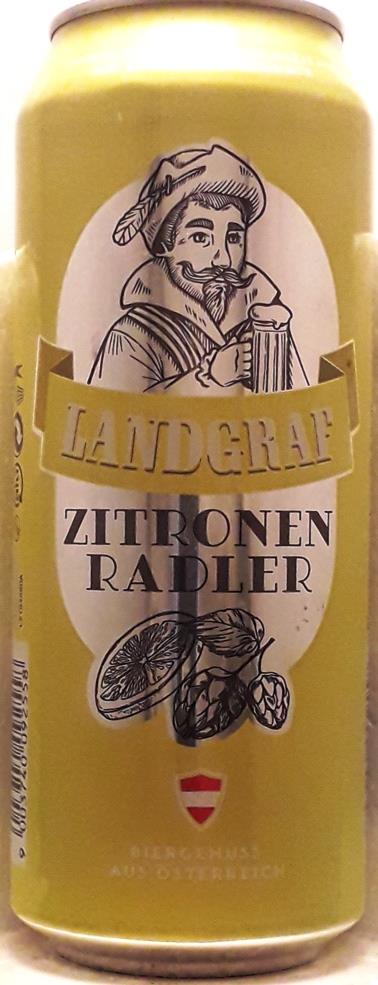 LANDGRAF
ZITRONEN
RADLER
BIERGENUSS
AUS ÖSTERREICH